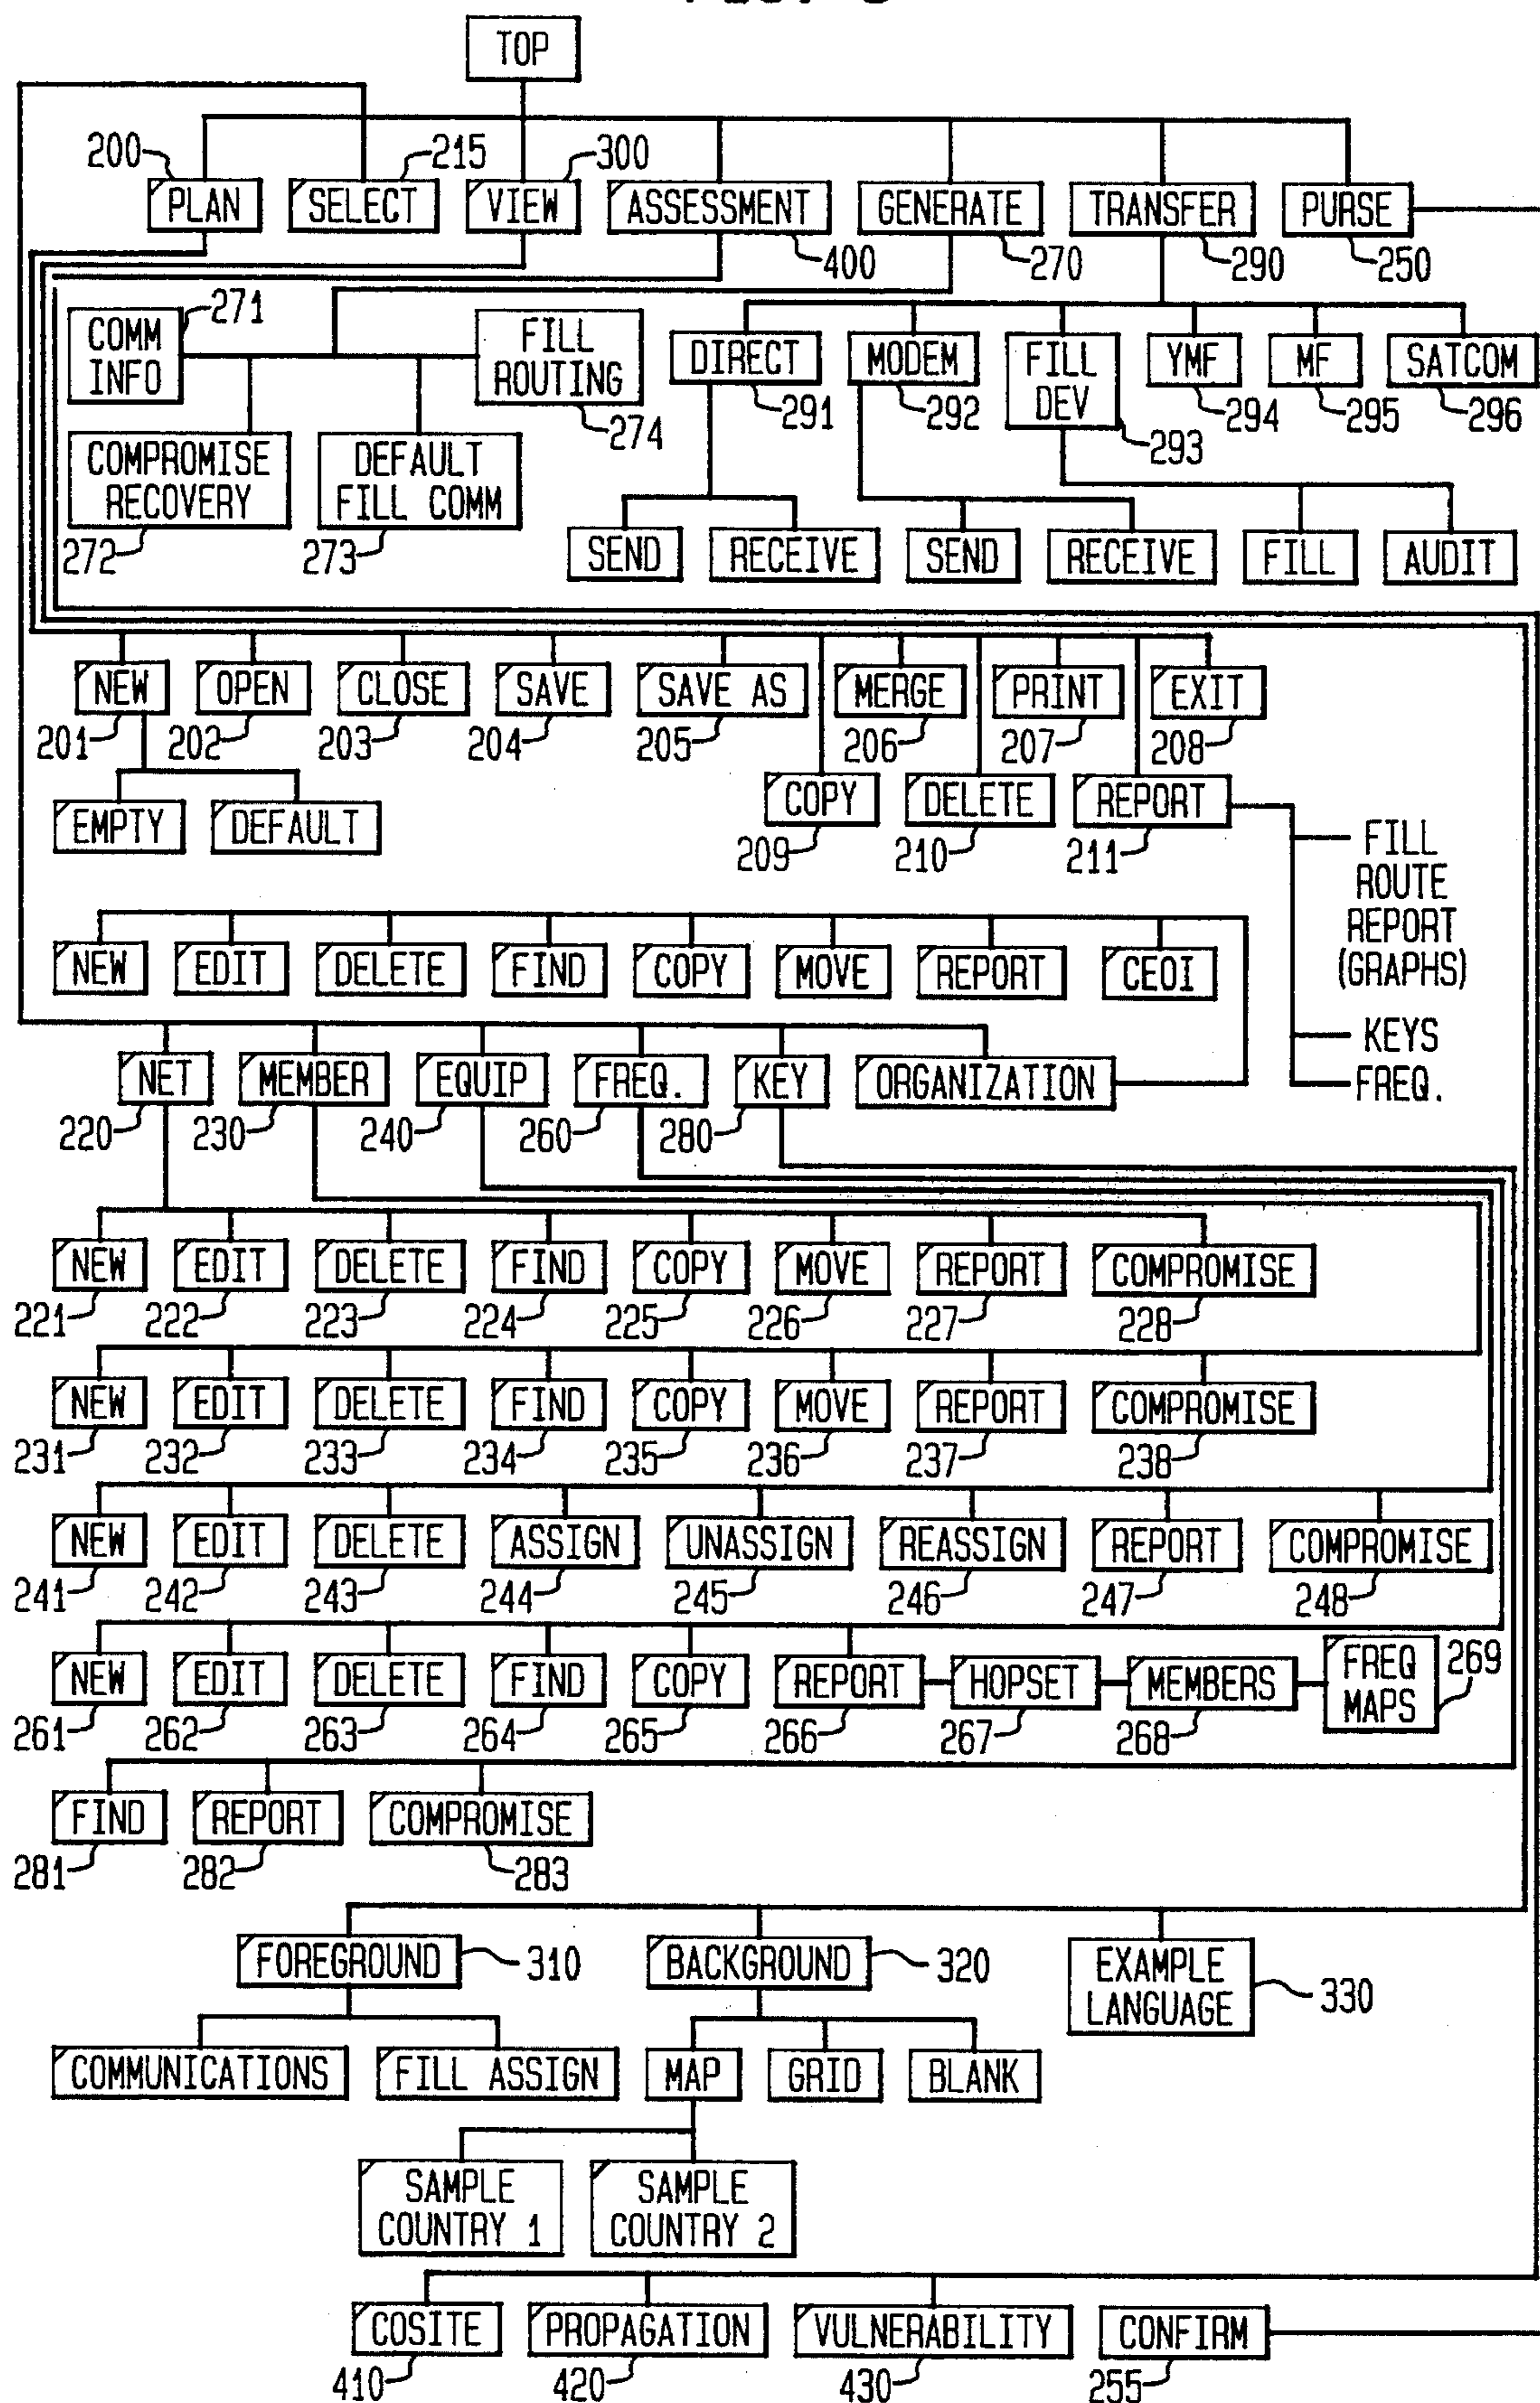 TOP
200 215 300
PLAN SELECT VIEW ASSESSMENT GENERATE TRANSFER PURSE
400 270 290 250
271
COMM INFO
FILL ROUTING
274
DIRECT MODEM FILL DEV YMF MF SATCOM
291 292 293 294 295 296
COMPROMISE RECOVERY
DEFAULT FILL COMM
272 273
SEND RECEIVE SEND RECEIVE FILL AUDIT
NEW OPEN CLOSE SAVE SAVE AS MERGE PRINT EXIT
201 202 203 204 205 206 207 208
EMPTY DEFAULT
COPY DELETE REPORT
209 210 211
FILL
ROUTE
REPORT
(GRAPHS)
KEYS
FREQ.
NEW EDIT DELETE FIND COPY MOVE REPORT CEOI
NET MEMBER EQUIP FREQ. KEY ORGANIZATION
220 230 240 260 280
NEW EDIT DELETE FIND COPY MOVE REPORT COMPROMISE
221 222 223 224 225 226 227 228
NEW EDIT DELETE FIND COPY MOVE REPORT COMPROMISE
231 232 233 234 235 236 237 238
NEW EDIT DELETE ASSIGN UNASSIGN REASSIGN REPORT COMPROMISE
241 242 243 244 245 246 247 248
NEW EDIT DELETE FIND COPY REPORT HOPSET MEMBERS FREQ MAPS 269
261 262 263 264 265 266 267 268
FIND REPORT COMPROMISE
281 282 283
FOREGROUND 310 BACKGROUND 320 EXAMPLE LANGUAGE 330
COMMUNICATIONS FILL ASSIGN MAP GRID BLANK
SAMPLE COUNTRY 1
SAMPLE COUNTRY 2
COSITE PROPAGATION VULNERABILITY CONFIRM
410 420 430 255